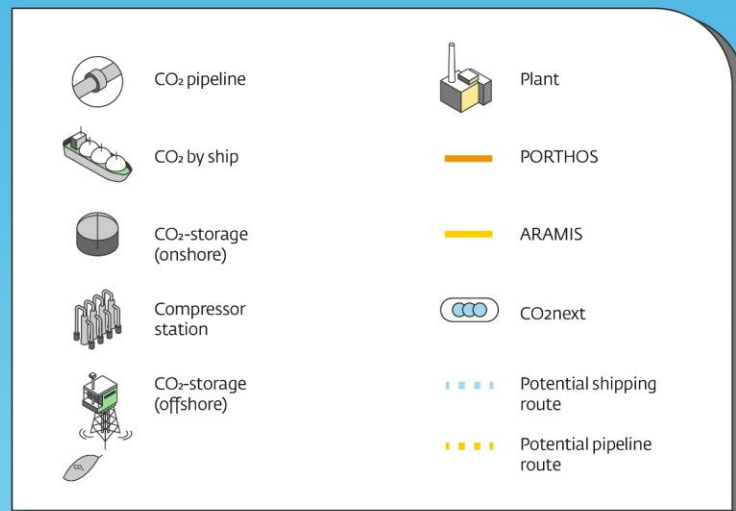 CO₂ pipeline
CO₂ by ship
CO₂-storage
(onshore)
Compressor
station
CO₂-storage
(offshore)
CO₂
Plant
PORTHOS
ARAMIS
CO2next
Potential shipping
route
Potential pipeline
route